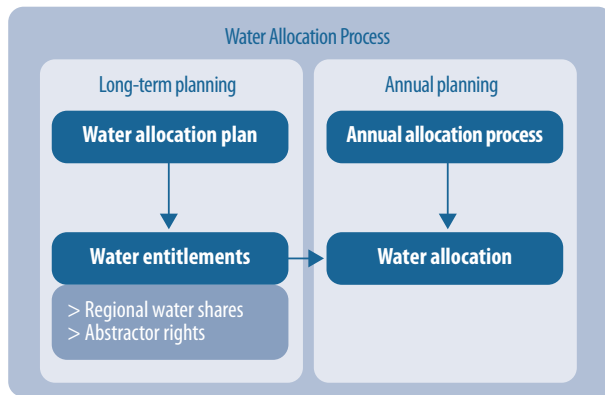 Water Allocation Process
Long-term planning
Water allocation plan
Water entitlements
> Regional water shares
> Abstractor rights
Annual planning
Annual allocation process
Water allocation